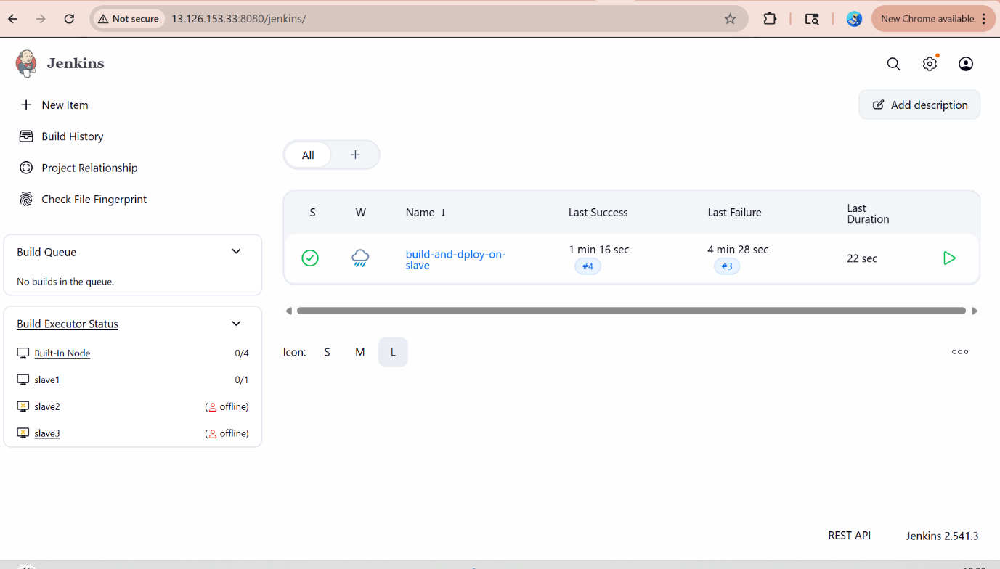 Not secure 13.126.153.33:8080/jenkins/ New Chrome available
Jenkins
New Item
Add description
Build History
All +
Project Relationship
Check File Fingerprint
S W Name ↓ Last Success Last Failure Last
Duration
Build Queue
No builds in the queue.
build-and-dploy-on-
slave
1 min 16 sec
#4
4 min 28 sec
#3
22 sec
Build Executor Status
Built-In Node 0/4
slave1 0/1
slave2 (offline)
slave3 (offline)
Icon: S M L
REST API Jenkins 2.541.3